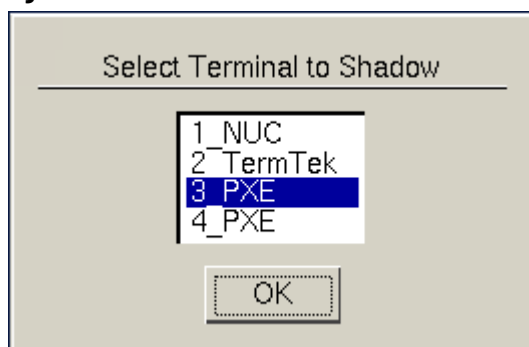 Select Terminal to Shadow
1_NUC
2_TermTek
3_PXE
4_PXE
OK